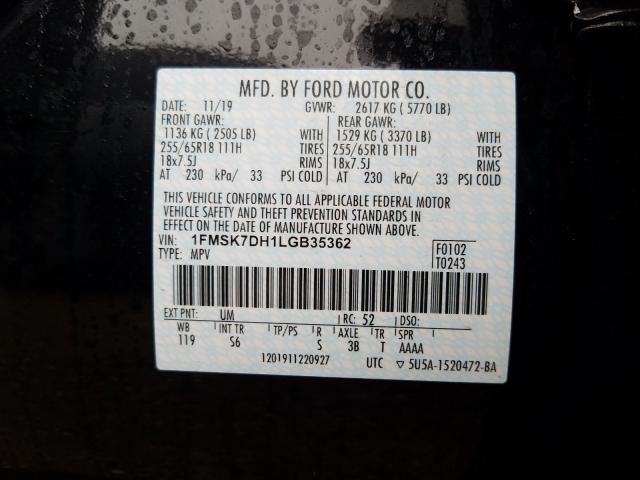 MFD. BY FORD MOTOR CO.
DATE: 11/19 GVWR: 2617 KG ( 5770 LB)
FRONT GAWR: REAR GAWR:
1136 KG ( 2505 LB) WITH 1529 KG ( 3370 LB) WITH
255/65R18 111H TIRES 255/65R18 111H TIRES
18x7.5J RIMS 18x7.5J RIMS
AT 230 kPa/ 33 PSI COLD AT 230 kPa/ 33 PSI COLD
THIS VEHICLE CONFORMS TO ALL APPLICABLE FEDERAL MOTOR
VEHICLE SAFETY AND THEFT PREVENTION STANDARDS IN
EFFECT ON THE DATE OF MANUFACTURE SHOWN ABOVE.
VIN: 1FMSK7DH1LGB35362 F0102
TYPE: MPV T0243
EXT PNT: UM RC: 52 DSO:
WB INT TR TP/PS R AXLE TR SPR
119 S6 S 3B T AAAA
1201911220927 UTC ▽ 5U5A-1520472-BA